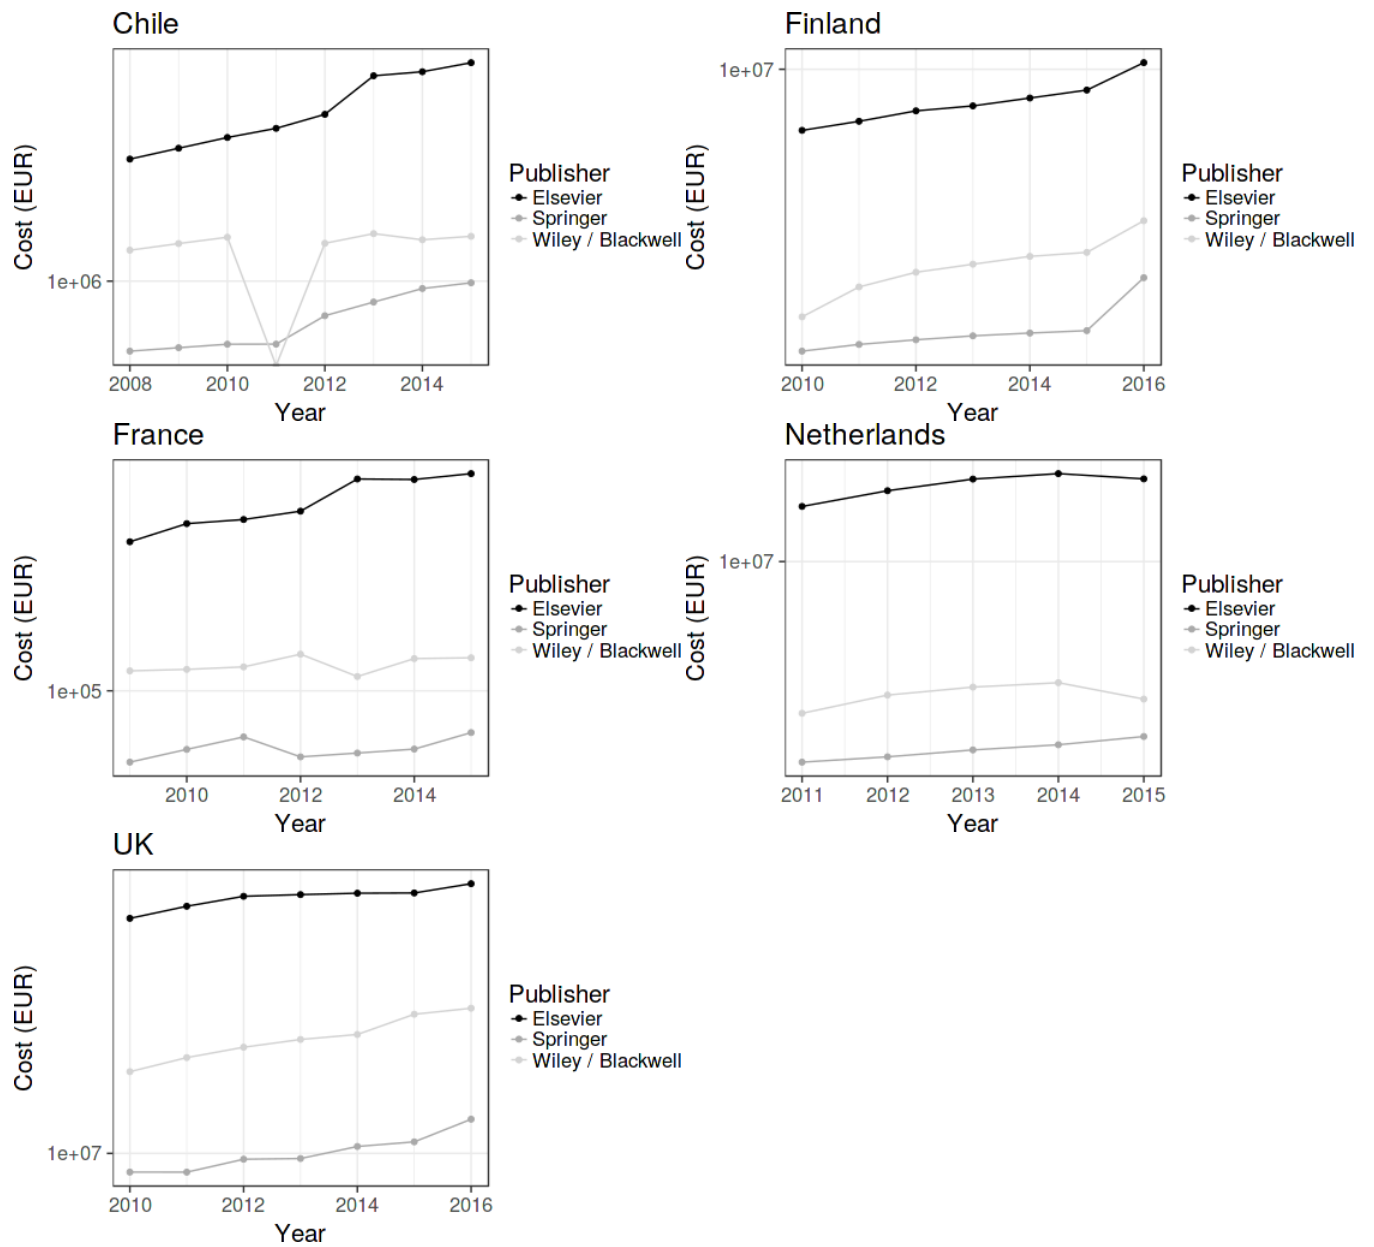 Chile
Cost (EUR)
1e+06
2008 2010 2012 2014
Year
Publisher
Elsevier
Springer
Wiley / Blackwell
Finland
Cost (EUR)
1e+07
2010 2012 2014 2016
Year
Publisher
Elsevier
Springer
Wiley / Blackwell
France
Cost (EUR)
1e+05
2010 2012 2014
Year
Publisher
Elsevier
Springer
Wiley / Blackwell
Netherlands
Cost (EUR)
1e+07
2011 2012 2013 2014 2015
Year
Publisher
Elsevier
Springer
Wiley / Blackwell
UK
Cost (EUR)
1e+07
2010 2012 2014 2016
Year
Publisher
Elsevier
Springer
Wiley / Blackwell